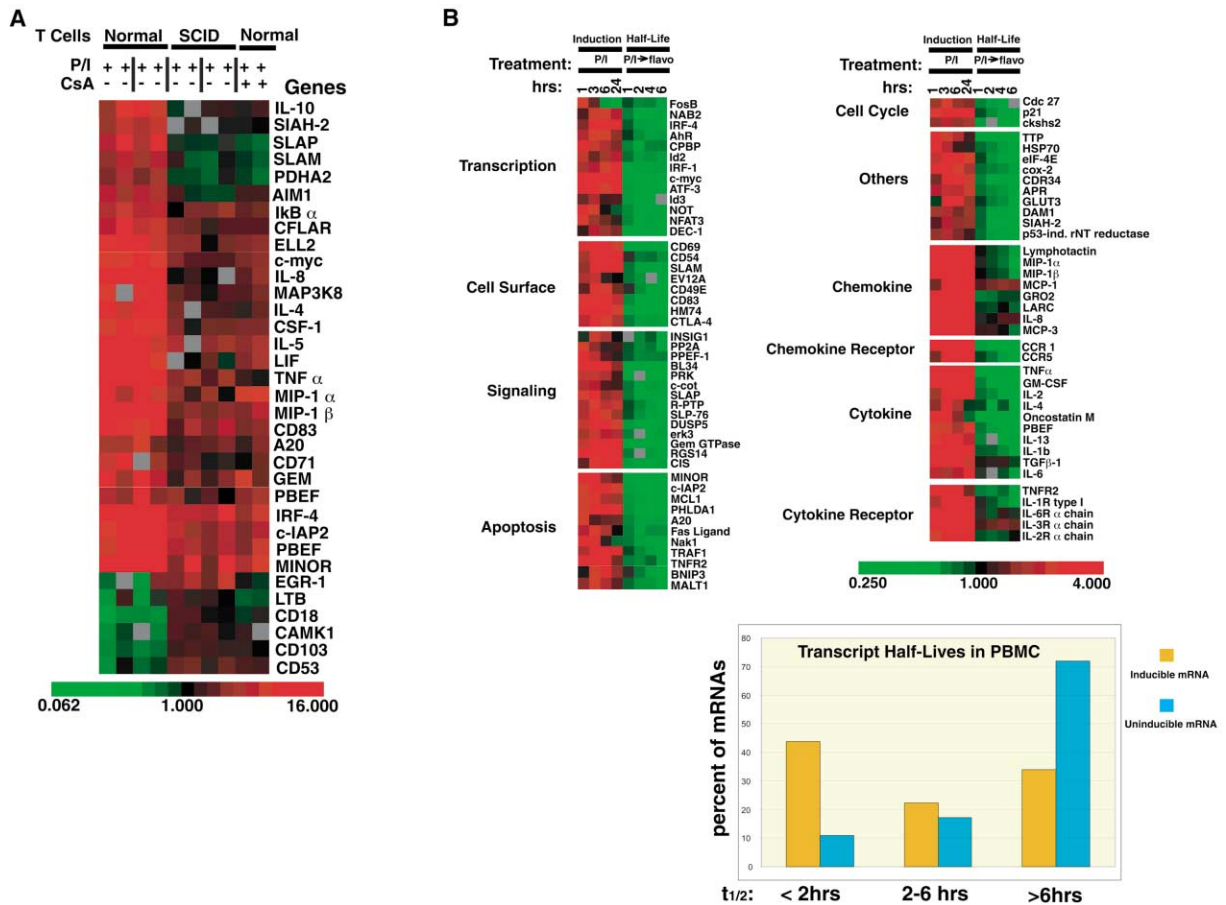 A
T Cells Normal SCID Normal
P/I + + + + + + + + + +
CsA - - - - - - - - + +
Genes
IL-10
SIAH-2
SLAP
SLAM
PDHA2
AIM1
IkB α
CFLAR
ELL2
c-myc
IL-8
MAP3K8
IL-4
CSF-1
IL-5
LIF
TNF α
MIP-1 α
MIP-1 β
CD83
A20
CD71
GEM
PBEF
IRF-4
c-IAP2
PBEF
MINOR
EGR-1
LTB
CD18
CAMK1
CD103
CD53
0.062 1.000 16.000
B
Induction Half-Life
Treatment: P/I P/I→flavo
hrs: 1 3 6 24 1 2 4 6
Transcription
FosB
NAB2
IRF-4
AhR
CPBP
Id2
IRF-1
c-myc
ATF-3
Id3
NOT
NFAT3
DEC-1
Cell Surface
CD69
CD54
SLAM
EV12A
CD49E
CD83
HM74
CTLA-4
Signaling
INSIG1
PP2A
PPEF-1
BL34
PRK
c-cot
SLAP
R-PTP
SLP-76
DUSP5
erk3
Gem GTPase
RGS14
CIS
Apoptosis
MINOR
c-IAP2
MCL1
PHLDA1
A20
Fas Ligand
Nak1
TRAF1
TNFR2
BNIP3
MALT1
Induction Half-Life
Treatment: P/I P/I→flavo
hrs: 1 3 6 24 1 2 4 6
Cell Cycle
Cdc 27
p21
ckshs2
Others
TTP
HSP70
eIF-4E
cox-2
CDR34
APR
GLUT3
DAM1
SIAH-2
p53-ind. rNT reductase
Chemokine
Lymphotactin
MIP-1α
MIP-1β
MCP-1
GRO2
LARC
IL-8
MCP-3
Chemokine Receptor
CCR 1
CCR5
Cytokine
TNFα
GM-CSF
IL-2
IL-4
Oncostatin M
PBEF
IL-13
IL-1b
TGFβ-1
IL-6
Cytokine Receptor
TNFR2
IL-1R type I
IL-6R α chain
IL-3R α chain
IL-2R α chain
0.250 1.000 4.000
Transcript Half-Lives in PBMC
percent of mRNAs
80
70
60
50
40
30
20
10
0
t1/2: < 2hrs 2-6 hrs >6hrs
Inducible mRNA
Uninducible mRNA